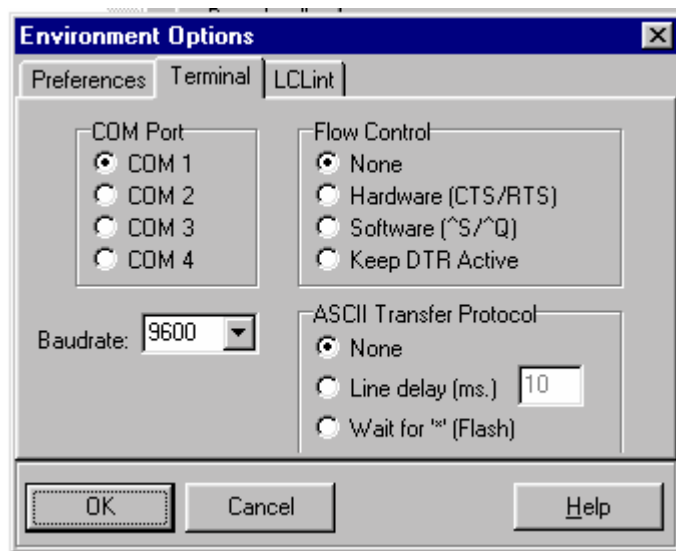 Environment Options
Preferences Terminal LCLint
COM Port
COM 1
COM 2
COM 3
COM 4
Baudrate: 9600
Flow Control
None
Hardware (CTS/RTS)
Software (^S/^Q)
Keep DTR Active
ASCII Transfer Protocol
None
Line delay (ms.) 10
Wait for '*' (Flash)
OK Cancel Help